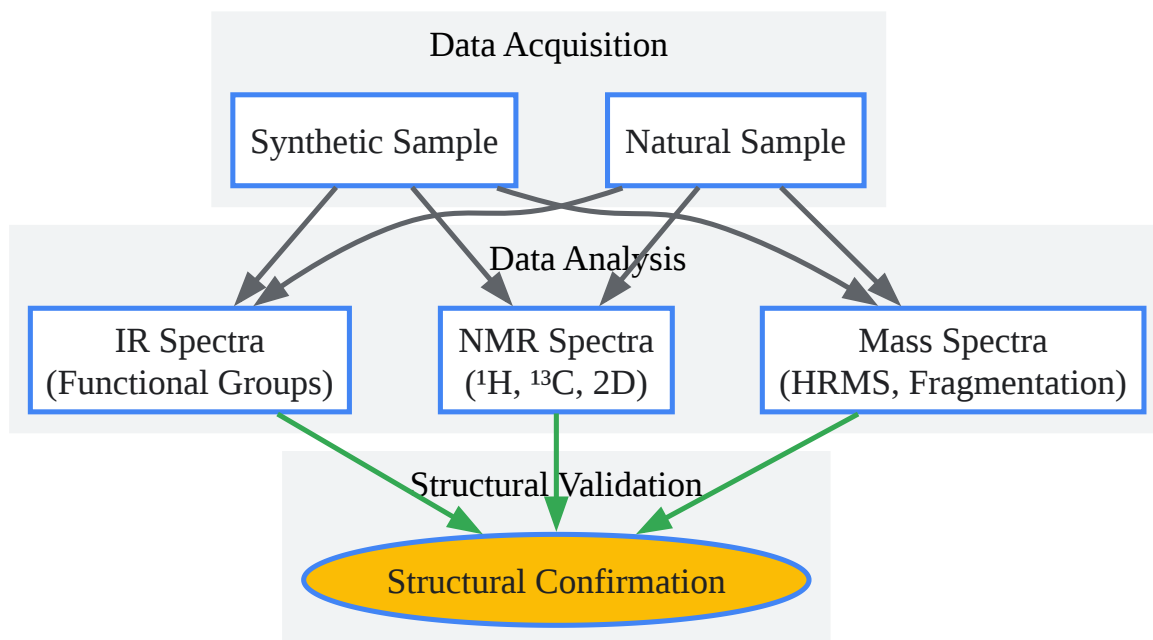 Data Acquisition
Synthetic Sample
Natural Sample
Data Analysis
IR Spectra
(Functional Groups)
NMR Spectra
(¹H, ¹³C, 2D)
Mass Spectra
(HRMS, Fragmentation)
Structural Validation
Structural Confirmation